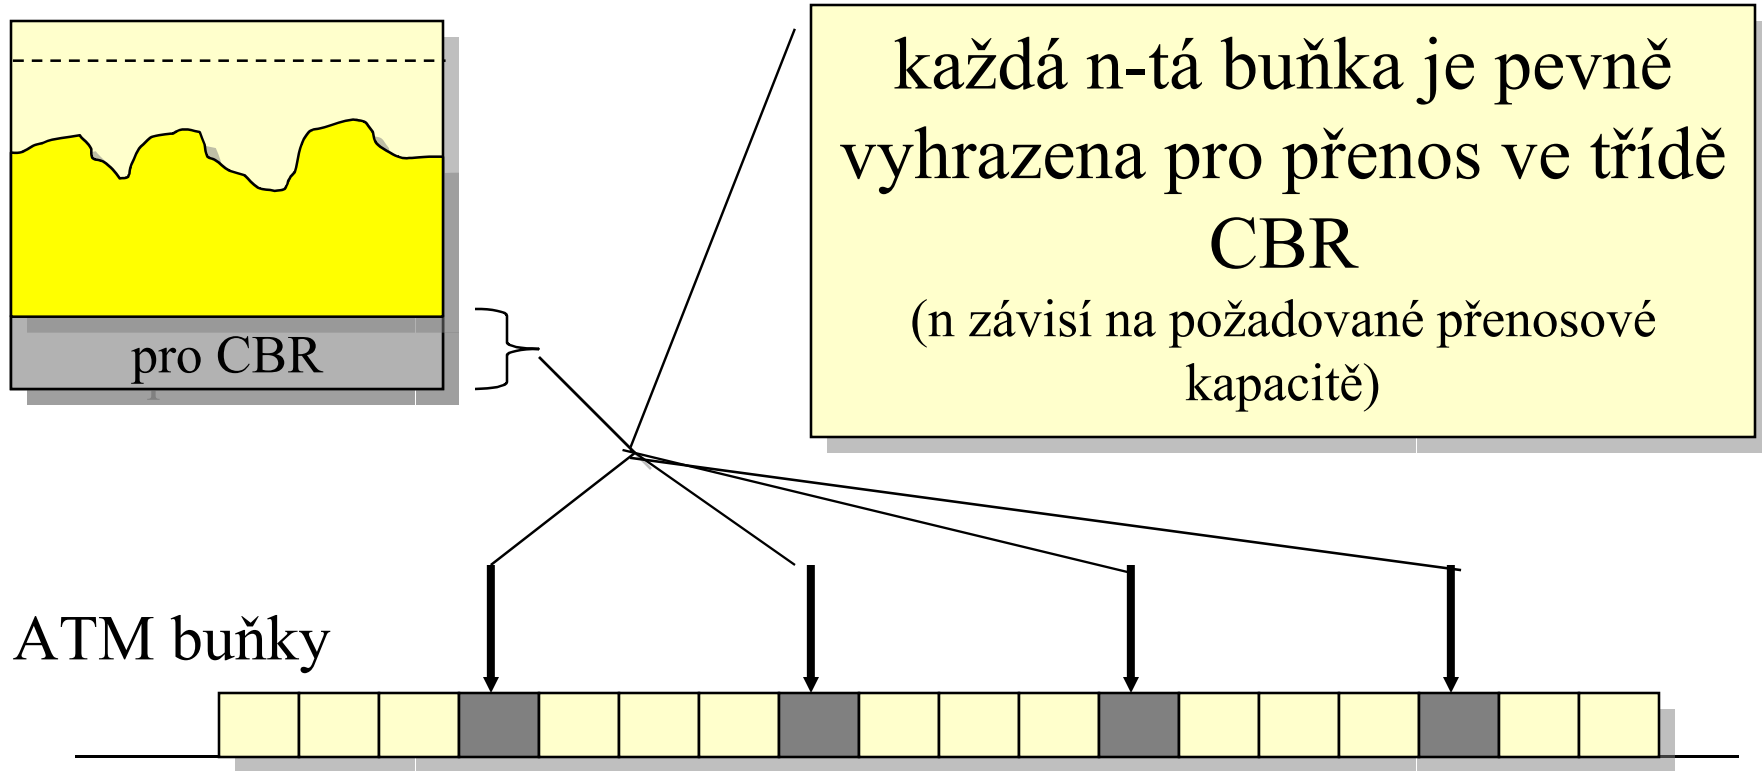 každá n-tá buňka je pevně
vyhrazena pro přenos ve třídě
CBR
(n závisí na požadované přenosové
kapacitě)
pro CBR
ATM buňky